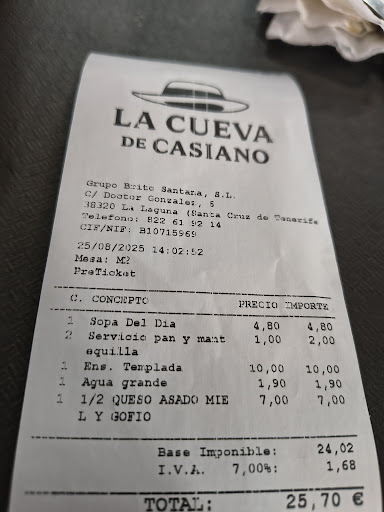 LA CUEVA
DE CASIANO
Grupo Brito Santana, S.L.
C/ Doctor Gonzales, 5
38320 La Laguna (Santa Cruz de Tenerife
Telefono: 822 61 92 14
CIF/NIF: B10715969
25/08/2025 14:02:52
Mesa: M2
PreTicket
C. CONCEPTO PRECIO IMPORTE
1 Sopa Del Dia 4,80 4,80
2 Servicio pan y mant 1,00 2,00
equilla
1 Ens. Templada 10,00 10,00
1 Agua grande 1,90 1,90
1 1/2 QUESO ASADO MIE 7,00 7,00
L Y GOFIO
Base Imponible: 24,02
I.V.A. 7,00%: 1,68
TOTAL: 25,70 €